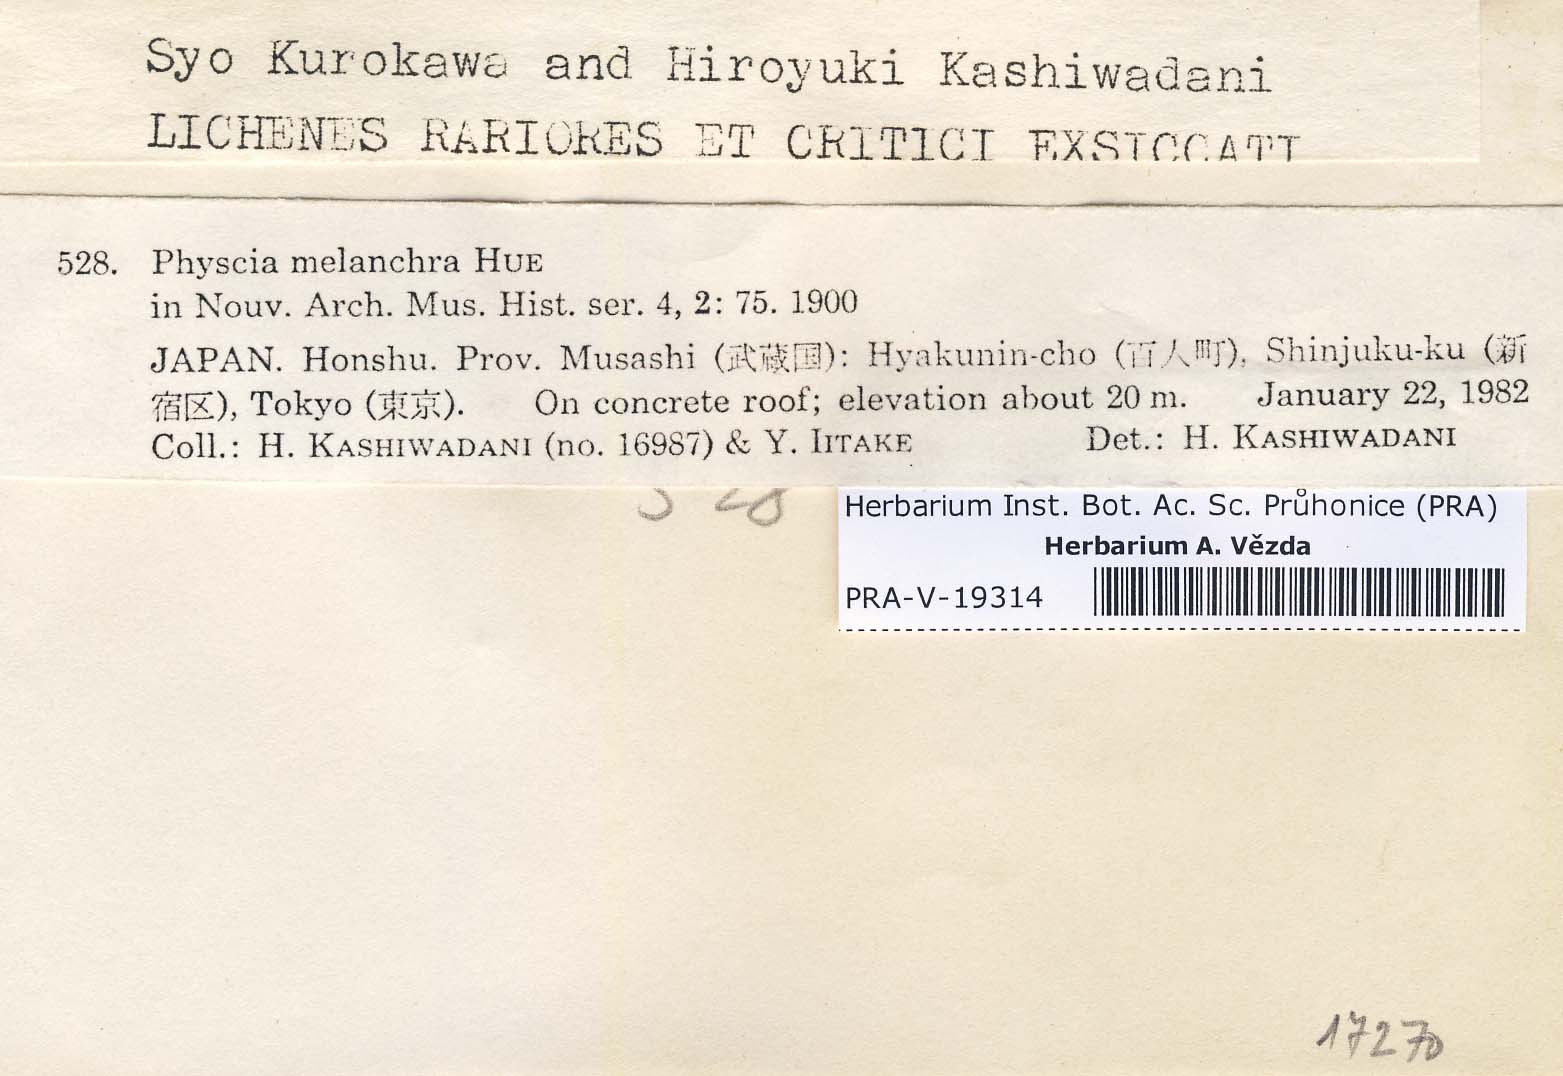 Syo Kurokawa and Hiroyuki Kashiwadani
LICHENES RARIORES ET CRITICI EXSICCATI
528. Physcia melanchra HUE
in Nouv. Arch. Mus. Hist. ser. 4, 2: 75. 1900
JAPAN. Honshu. Prov. Musashi (武蔵国): Hyakunin-cho (百人町), Shinjuku-ku (新
宿区), Tokyo (東京). On concrete roof; elevation about 20 m. January 22, 1982
Coll.: H. KASHIWADANI (no. 16987) & Y. IITAKE Det.: H. KASHIWADANI
528
Herbarium Inst. Bot. Ac. Sc. Průhonice (PRA)
Herbarium A. Vězda
PRA-V-19314